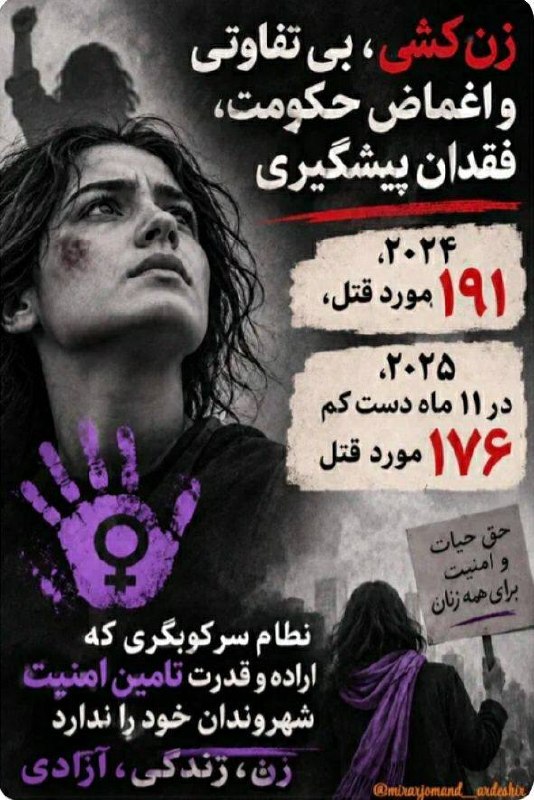 زن‌کشی، بی تفاوتی
و اغماض حکومت،
فقدان پیشگیری
۲۰۲۴،
۱۹۱ مورد قتل،
۲۰۲۵،
در ۱۱ ماه دست کم
۱۷۶ مورد قتل
حق حیات
و امنیت
برای همه زنان
نظام سرکوبگری که
اراده و قدرت تامین امنیت
شهروندان خود را ندارد
زن، زندگی، آزادی
@mirarjomand__ardeshir